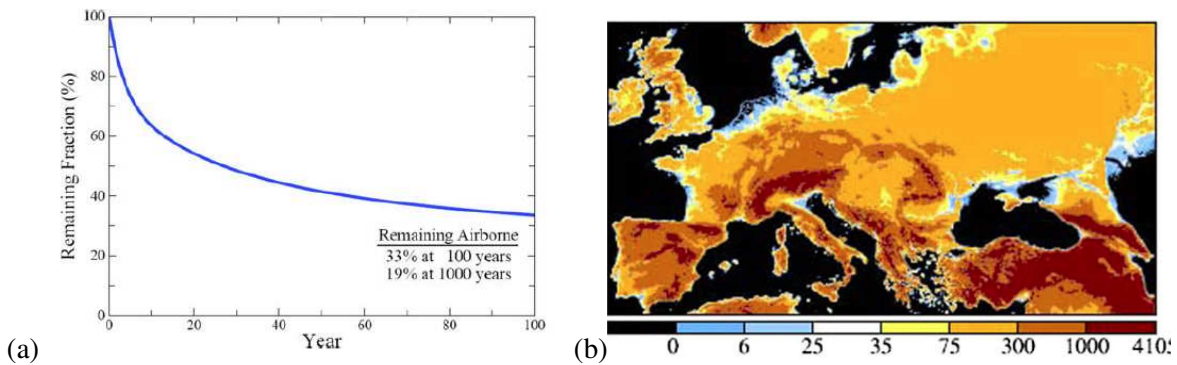 100
80
60
40
20
0
Remaining Fraction (%)
Remaining Airborne
33% at 100 years
19% at 1000 years
0 20 40 60 80 100
Year
(a)
(b)
0 6 25 35 75 300 1000 4105